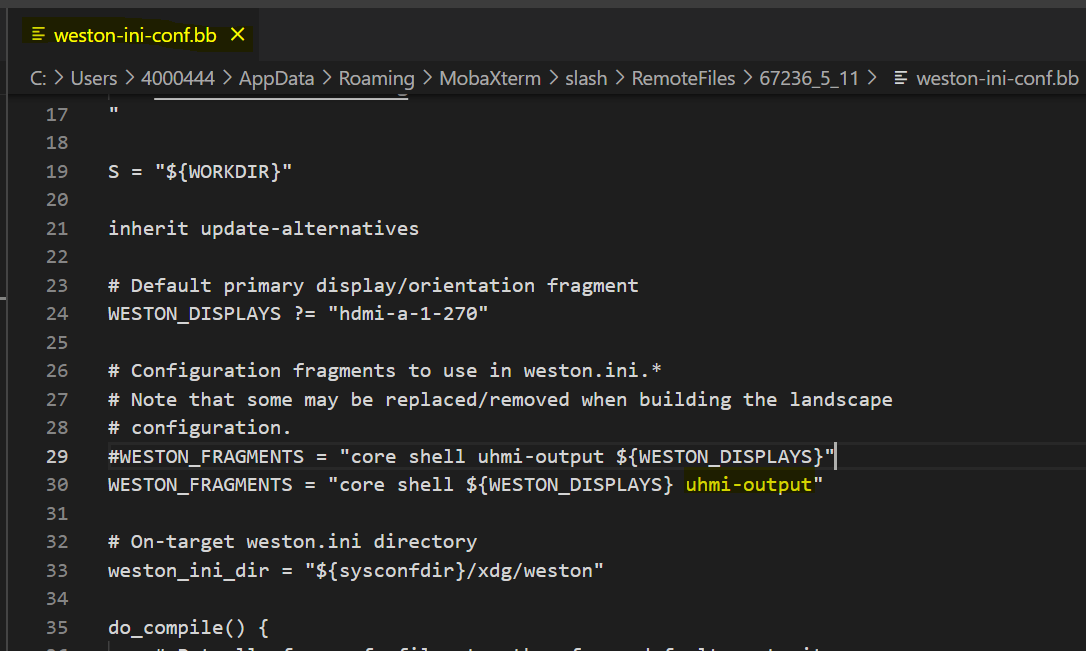 weston-ini-conf.bb
C: > Users > 4000444 > AppData > Roaming > MobaXterm > slash > RemoteFiles > 67236_5_11 > weston-ini-conf.bb
17 "
18
19 S = "${WORKDIR}"
20
21 inherit update-alternatives
22
23 # Default primary display/orientation fragment
24 WESTON_DISPLAYS ?= "hdmi-a-1-270"
25
26 # Configuration fragments to use in weston.ini.*
27 # Note that some may be replaced/removed when building the landscape
28 # configuration.
29 #WESTON_FRAGMENTS = "core shell uhmi-output ${WESTON_DISPLAYS}"
30 WESTON_FRAGMENTS = "core shell ${WESTON_DISPLAYS} uhmi-output"
31
32 # On-target weston.ini directory
33 weston_ini_dir = "${sysconfdir}/xdg/weston"
34
35 do_compile() {